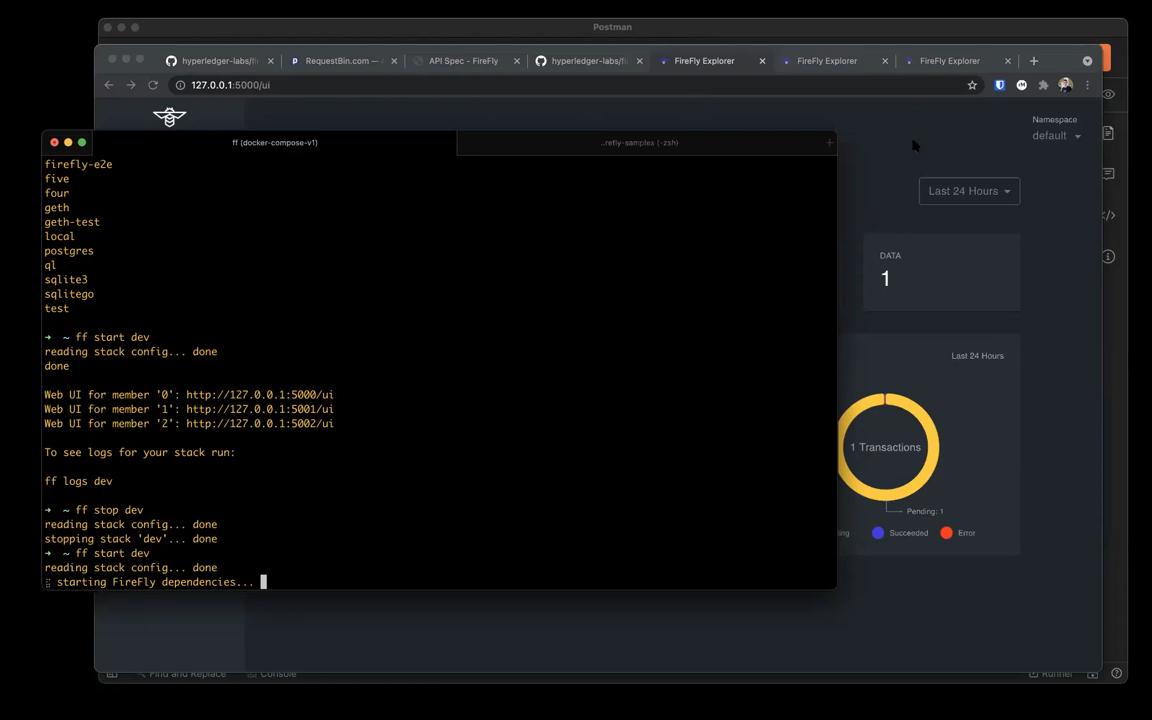 Postman
hyperledger-labs/fi
RequestBin.com — A
API Spec - FireFly
hyperledger-labs/fi
FireFly Explorer
FireFly Explorer
FireFly Explorer
127.0.0.1:5000/ui
Namespace
default
ff (docker-compose-v1)
..refly-samples (-zsh)
firefly-e2e
five
four
geth
geth-test
local
postgres
ql
sqlite3
sqlitego
test
→ ~ ff start dev
reading stack config... done
done
Web UI for member '0': http://127.0.0.1:5000/ui
Web UI for member '1': http://127.0.0.1:5001/ui
Web UI for member '2': http://127.0.0.1:5002/ui
To see logs for your stack run:
ff logs dev
→ ~ ff stop dev
reading stack config... done
stopping stack 'dev'... done
→ ~ ff start dev
reading stack config... done
starting FireFly dependencies...
Last 24 Hours
DATA
1
Last 24 Hours
1 Transactions
Pending: 1
Succeeded
Error
Find and Replace
Console
Runner